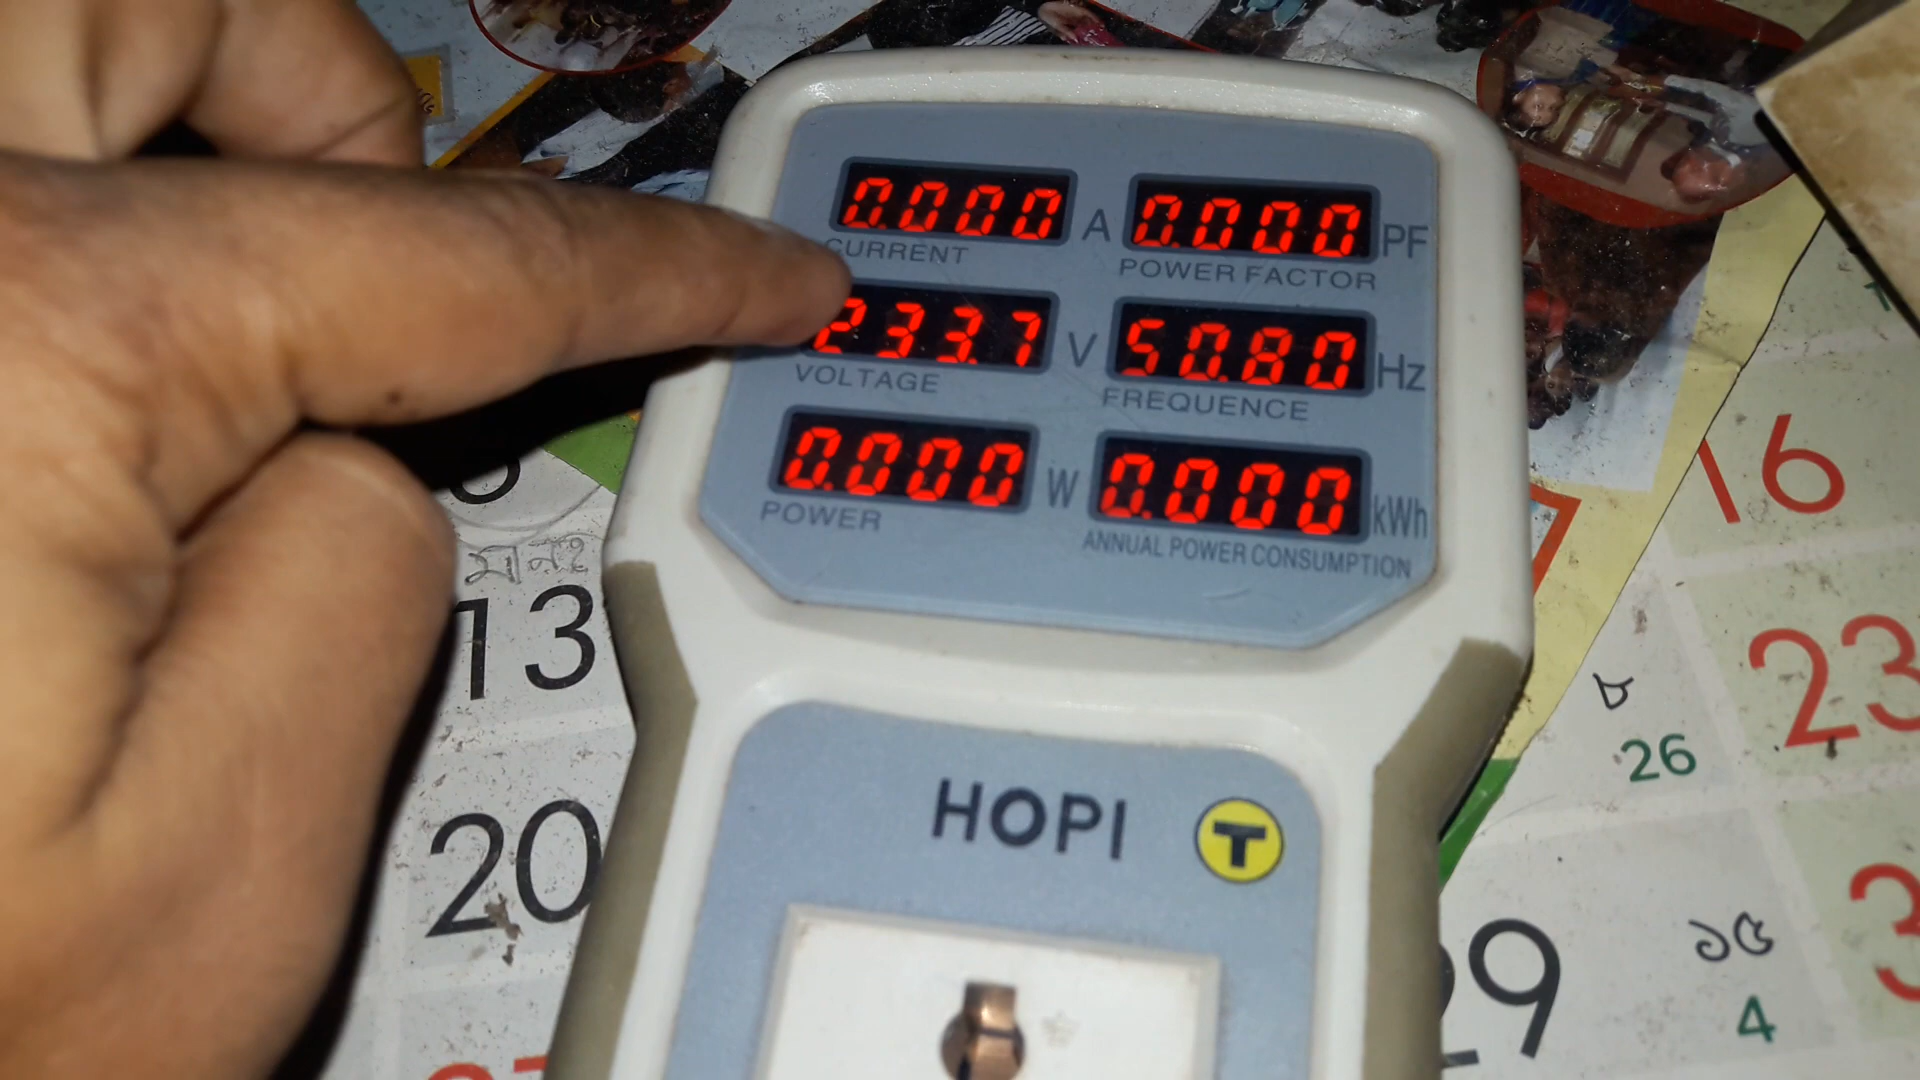 0.000 A 0.000 PF
CURRENT POWER FACTOR
233.7 V 50.80 Hz
VOLTAGE FREQUENCE
0.000 W 0.000 kWh
POWER ANNUAL POWER CONSUMPTION
HOPI T
16
13
23
26
20
29
১৫
4